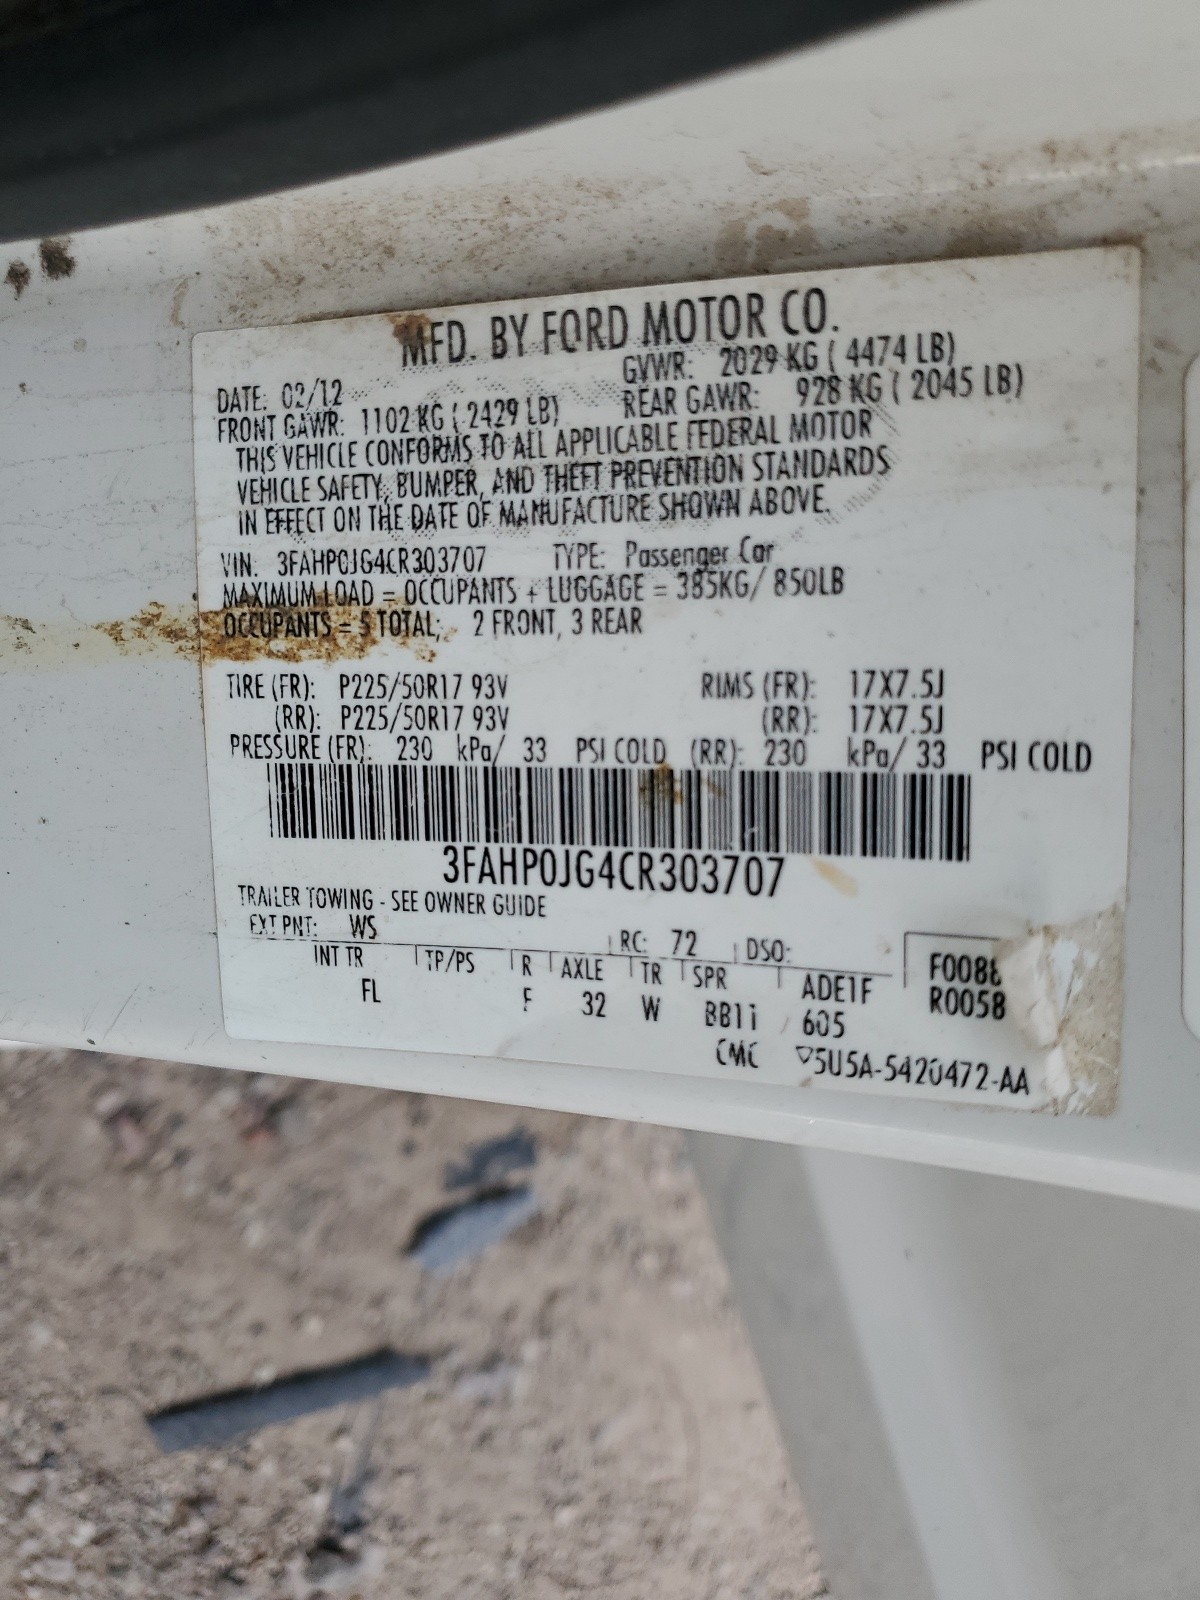 MFD. BY FORD MOTOR CO.
DATE: 02/12 GVWR: 2029 KG ( 4474 LB)
FRONT GAWR: 1102 KG ( 2429 LB) REAR GAWR: 928 KG ( 2045 LB)
THIS VEHICLE CONFORMS TO ALL APPLICABLE FEDERAL MOTOR
VEHICLE SAFETY, BUMPER, AND THEFT PREVENTION STANDARDS
IN EFFECT ON THE DATE OF MANUFACTURE SHOWN ABOVE.
VIN: 3FAHP0JG4CR303707 TYPE: Passenger Car
MAXIMUM LOAD = OCCUPANTS + LUGGAGE = 385KG/ 850LB
OCCUPANTS = 5 TOTAL; 2 FRONT, 3 REAR
TIRE (FR): P225/50R17 93V RIMS (FR): 17X7.5J
(RR): P225/50R17 93V (RR): 17X7.5J
PRESSURE (FR): 230 kPa/ 33 PSI COLD (RR): 230 kPa/ 33 PSI COLD
3FAHP0JG4CR303707
TRAILER TOWING - SEE OWNER GUIDE
EXT PNT: WS RC: 72 DSO:
INT TR TP/PS R AXLE TR SPR ADE1F F0088
FL F 32 W BB11 605 R0058
CMC ▽5U5A-5420472-AA